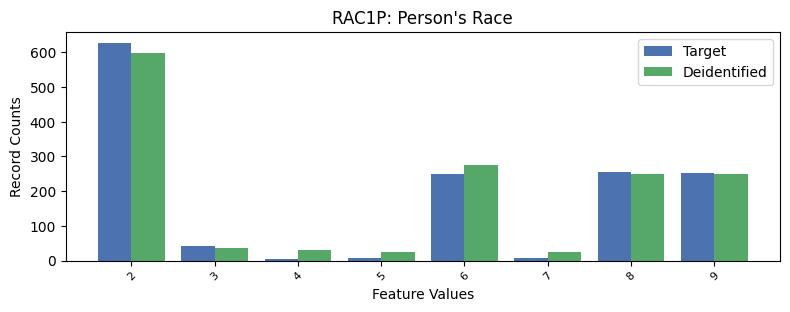 RAC1P: Person's Race
Target
Deidentified
Record Counts
600
500
400
300
200
100
0
2 3 4 5 6 7 8 9
Feature Values